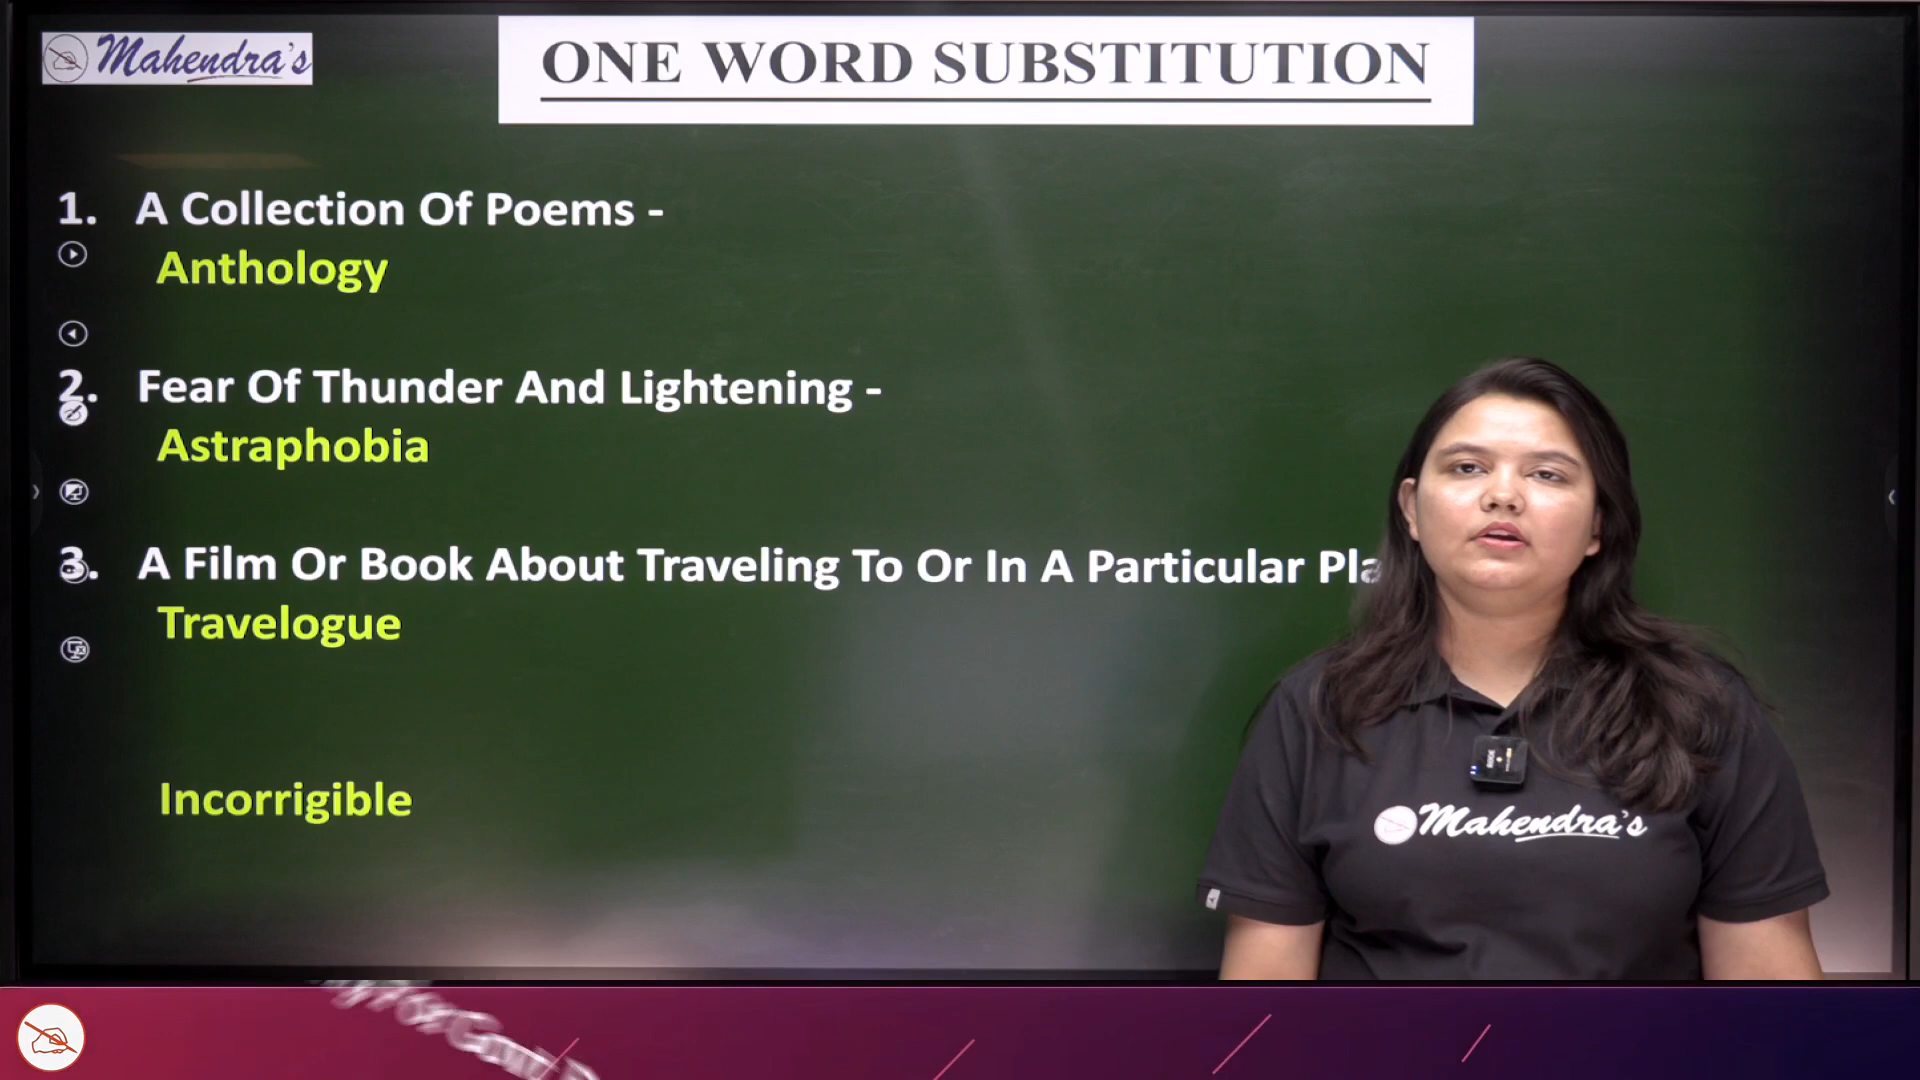 Mahendra's
ONE WORD SUBSTITUTION
1. A Collection Of Poems -
Anthology
2. Fear Of Thunder And Lightening -
Astraphobia
3. A Film Or Book About Traveling To Or In A Particular
Travelogue
Incorrigible
Mahendra's